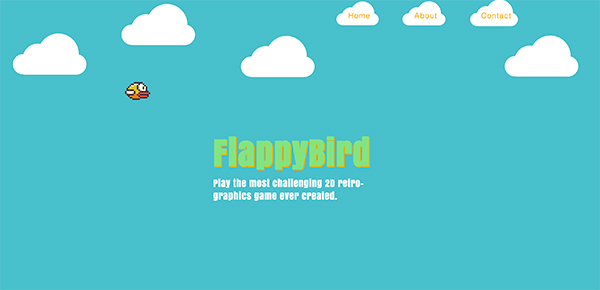 Home About Contact
FlappyBird
Play the most challenging 2D retro-
graphics game ever created.